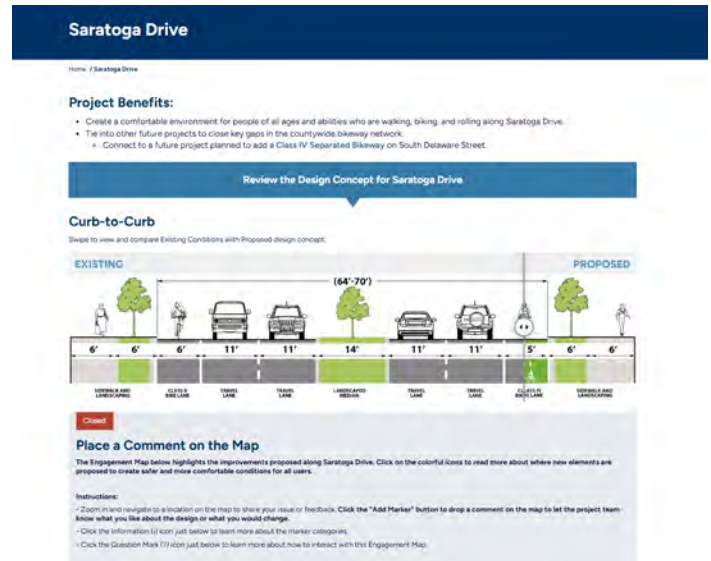 Saratoga Drive
Home / Saratoga Drive
Project Benefits:
• Create a comfortable environment for people of all ages and abilities who are walking, biking, and rolling along Saratoga Drive.
• Tie into other future projects to close key gaps in the countywide bikeway network.
Connect to a future project planned to add a Class IV Separated Bikeway on South Delaware Street.
Review the Design Concept for Saratoga Drive
Curb-to-Curb
Swipe to view and compare Existing Conditions with Proposed design concept.
EXISTING PROPOSED
(64'-70')
6' 6' 6' 11' 11' 14' 11' 11' 5' 6' 6'
SIDEWALK AND LANDSCAPING
CLASS II BIKE LANE
TRAVEL LANE
TRAVEL LANE
LANDSCAPED MEDIAN
TRAVEL LANE
TRAVEL LANE
BIKE LANE
SIDEWALK AND LANDSCAPING
Closed
Place a Comment on the Map
The Engagement Map below highlights the improvements proposed along Saratoga Drive. Click on the colorful icons to read more about where new elements are
proposed to create safer and more comfortable conditions for all users.
Instructions:
- Zoom in and navigate to a location on the map to share your issue or feedback. Click the "Add Marker" button to drop a comment on the map to let the project team
know what you like about the design or what you would change.
- Click the Information (i) icon just below to learn more about the marker categories.
- Click the Question Mark (?) icon just below to learn more about how to interact with this Engagement Map.